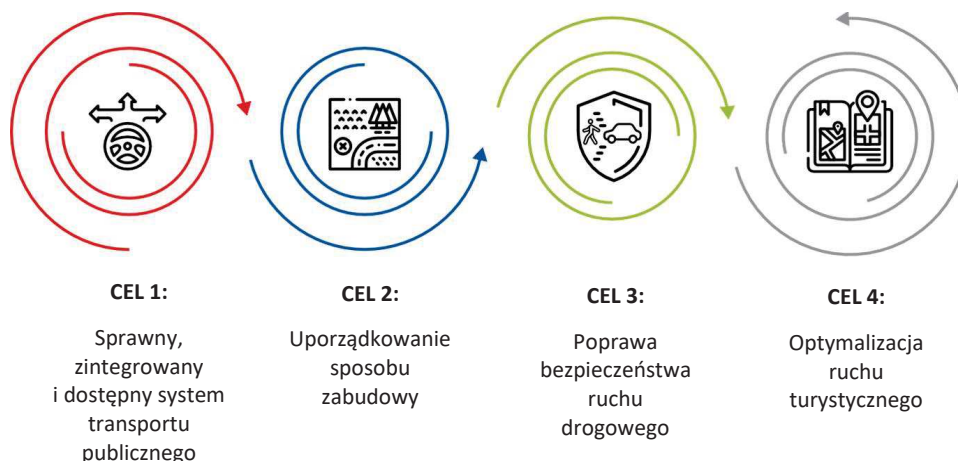 CEL 1:
Sprawny,
zintegrowany
i dostępny system
transportu
publicznego
CEL 2:
Uporządkowanie
sposobu
zabudowy
CEL 3:
Poprawa
bezpieczeństwa
ruchu
drogowego
CEL 4:
Optymalizacja
ruchu
turystycznego